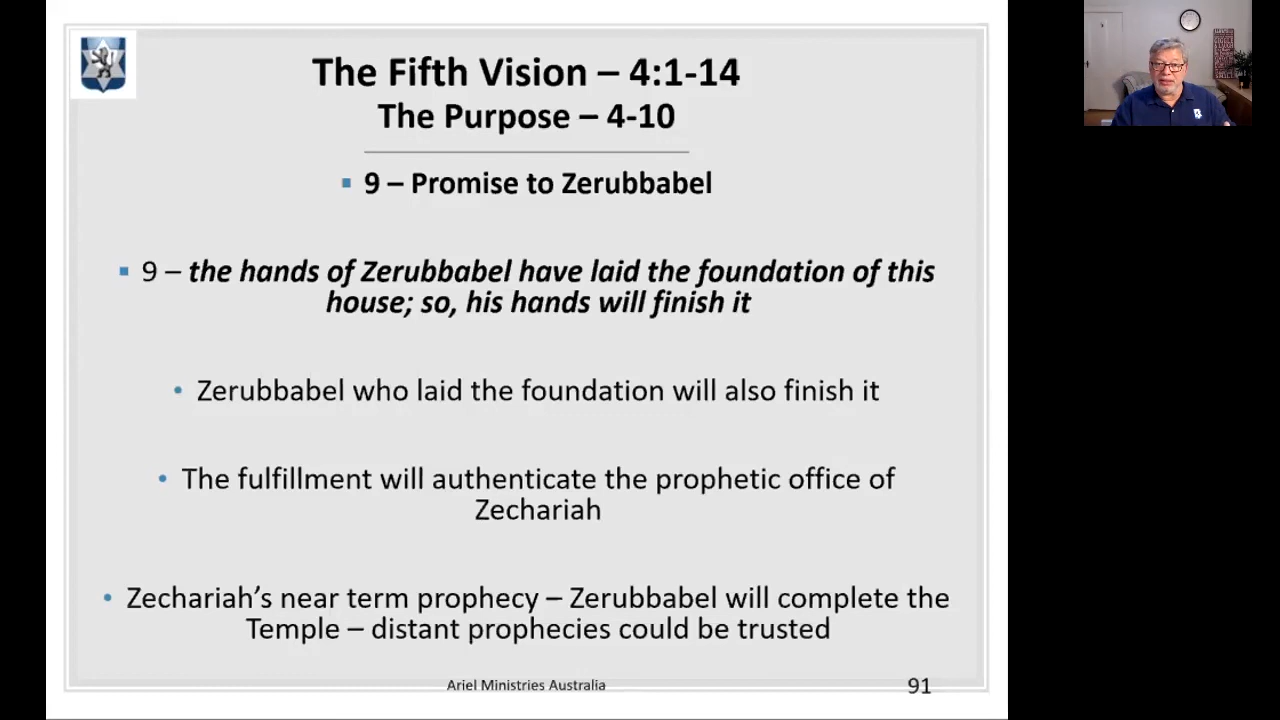 The Fifth Vision – 4:1-14
The Purpose – 4-10
9 – Promise to Zerubbabel
9 – the hands of Zerubbabel have laid the foundation of this
house; so, his hands will finish it
Zerubbabel who laid the foundation will also finish it
The fulfillment will authenticate the prophetic office of
Zechariah
Zechariah’s near term prophecy – Zerubbabel will complete the
Temple – distant prophecies could be trusted
Ariel Ministries Australia
91